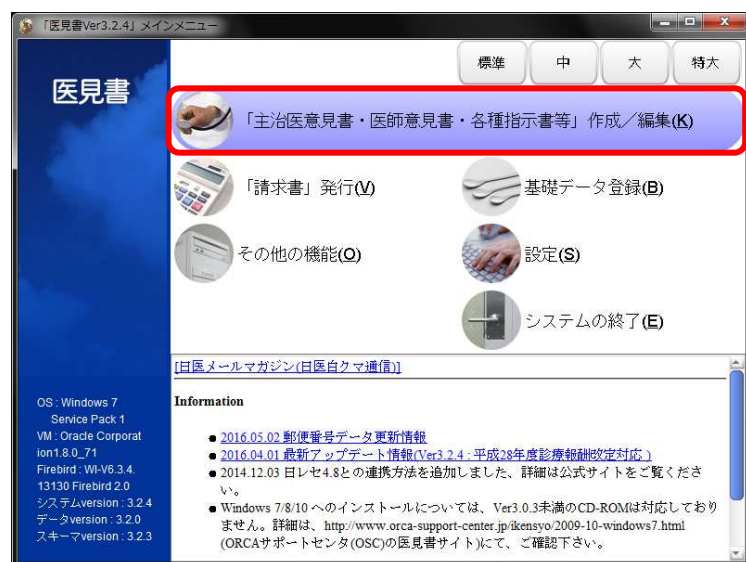 「医見書Ver3.2.4」メインメニュー
標準 中 大 特大
医見書
「主治医意見書・医師意見書・各種指示書等」作成／編集(K)
「請求書」発行(V)
基礎データ登録(B)
その他の機能(O)
設定(S)
システムの終了(E)
[日医メールマガジン(日医白クマ通信)]
Information
2016.05.02 郵便番号データ更新情報
2016.04.01 最新アップデート情報(Ver3.2.4 : 平成28年度診療報酬改定対応 )
2014.12.03 日レセ4.8との連携方法を追加しました、詳細は公式サイトをご覧くださ
い。
Windows 7/8/10 へのインストールについては、Ver3.0.3未満のCD-ROMは対応しており
ません。詳細は、http://www.orca-support-center.jp/ikensyo/2009-10-windows7.html
(ORCAサポートセンタ(OSC)の医見書サイト)にて、ご確認下さい。
OS : Windows 7
Service Pack 1
VM : Oracle Corporat
ion1.8.0_71
Firebird : WI-V6.3.4.
13130 Firebird 2.0
システムversion : 3.2.4
データversion : 3.2.0
スキーマversion : 3.2.3